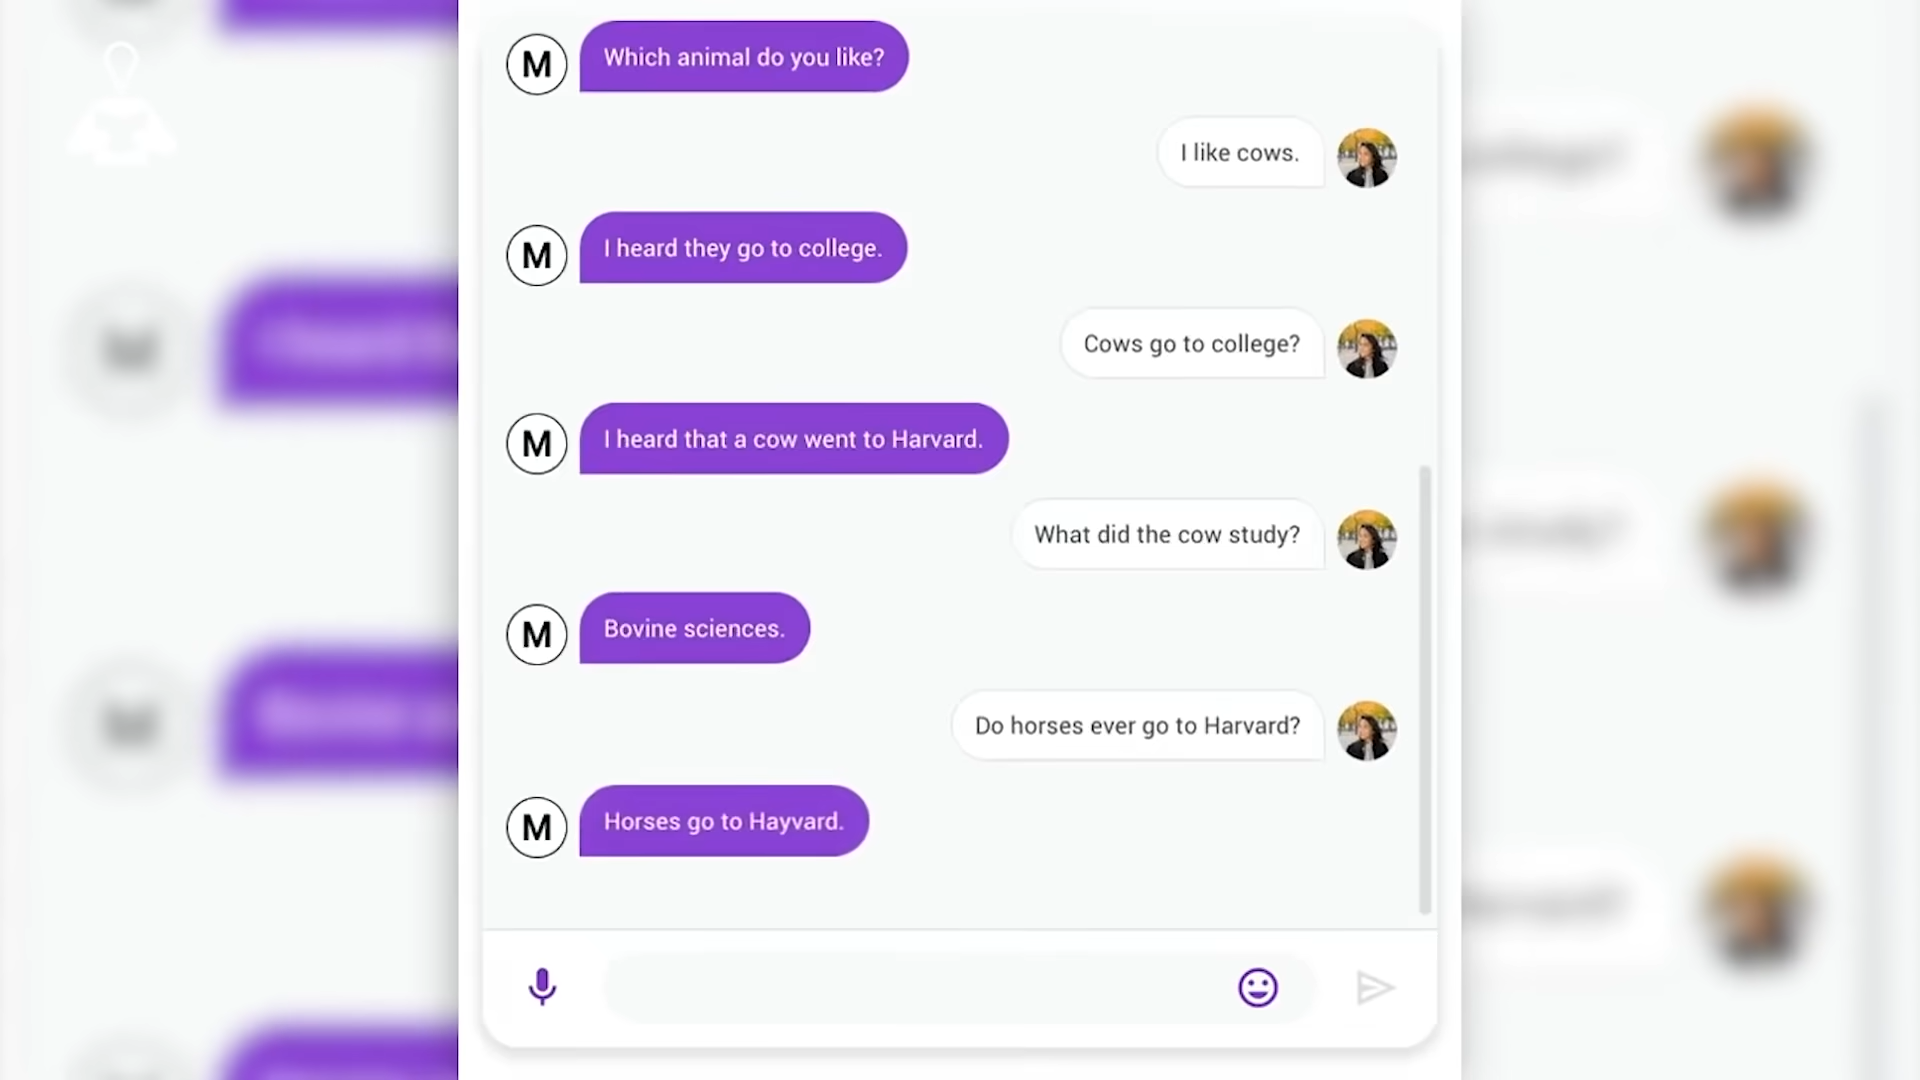 M
Which animal do you like?
I like cows.
M
I heard they go to college.
Cows go to college?
M
I heard that a cow went to Harvard.
What did the cow study?
M
Bovine sciences.
Do horses ever go to Harvard?
M
Horses go to Hayvard.